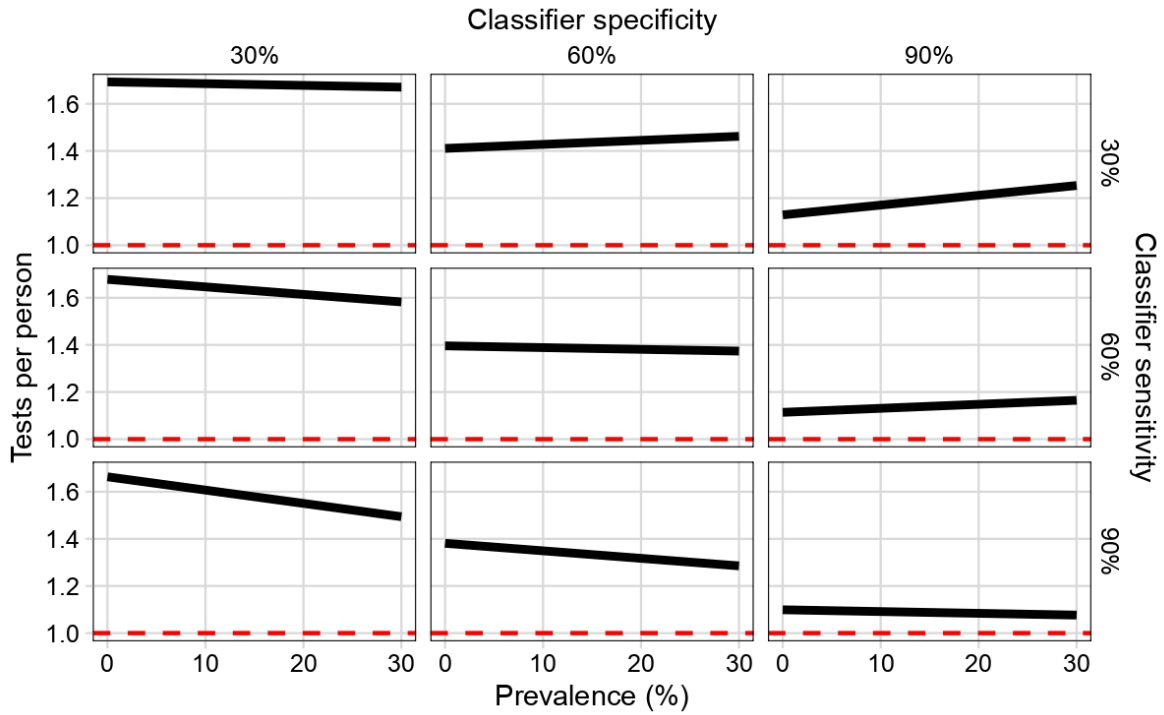 Classifier specificity
30% 60% 90%
1.6
1.4
1.2
1.0
30%
1.6
1.4
1.2
1.0
60%
1.6
1.4
1.2
1.0
90%
0 10 20 30 0 10 20 30 0 10 20 30
Prevalence (%)
Tests per person
Classifier sensitivity